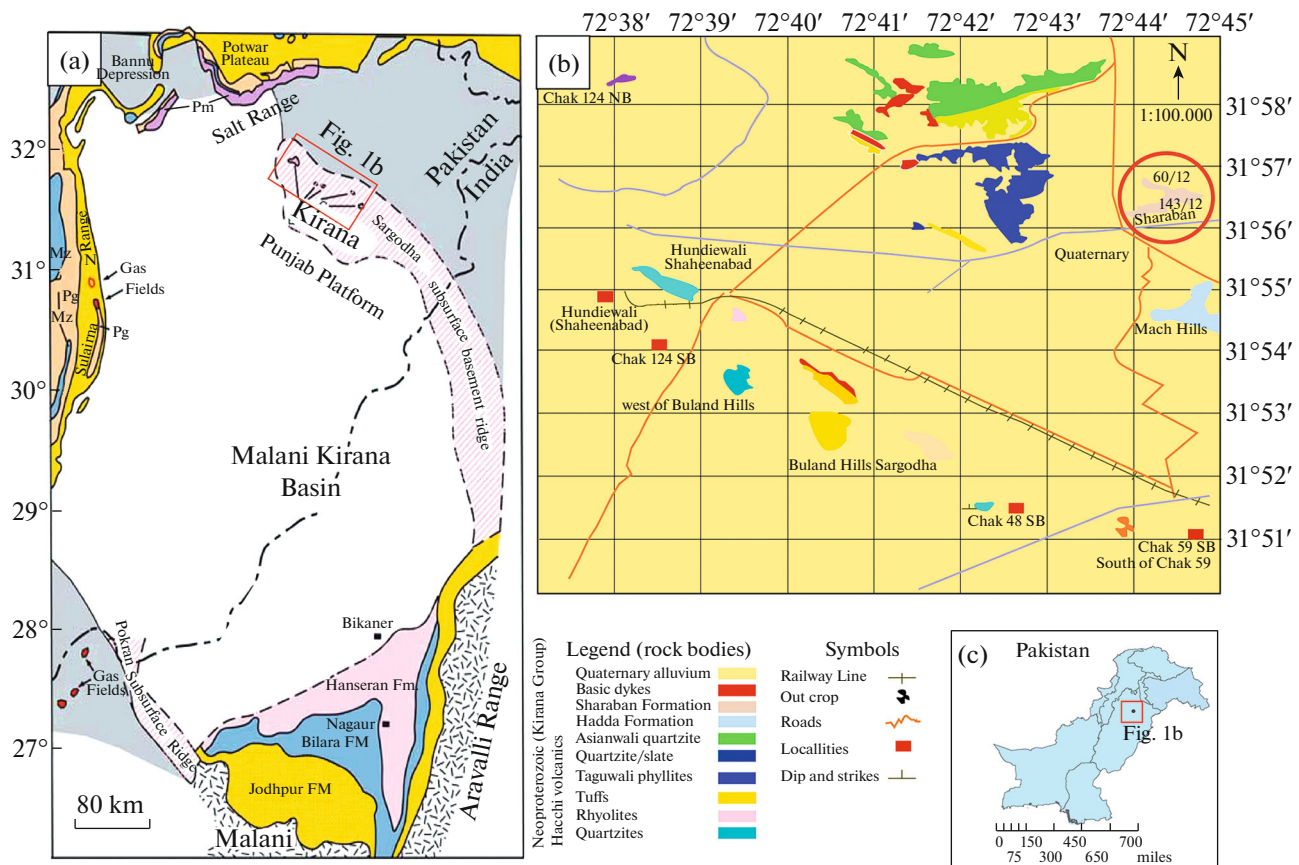 (a)
Bannu
Depression
Potwar
Plateau
Pm
Salt Range
Fig. 1b
Pakistan
India
Kirana
Sargodha
subsurface basement ridge
Punjab Platform
32°
31°
30°
29°
28°
27°
Mz
Pg
Mz
N Range
Sulaima
Gas
Fields
Pg
Malani Kirana
Basin
Bikaner
Pokran Subsurface Ridge
Gas
Fields
Hanseran Fm.
Nagaur
Bilara FM
Jodhpur FM
Malani
Aravalli Range
80 km
72°38′ 72°39′ 72°40′ 72°41′ 72°42′ 72°43′ 72°44′ 72°45′
(b)
N
1:100.000
Chak 124 NB
31°58′
31°57′
31°56′
31°55′
31°54′
31°53′
31°52′
31°51′
60/12
143/12
Sharaban
Quaternary
Hundiewali
Shaheenabad
Hundiewali
(Shaheenabad)
Mach Hills
Chak 124 SB
west of Buland Hills
Buland Hills Sargodha
Chak 48 SB
Chak 59 SB
South of Chak 59
Neoproterozoic (Kirana Group)
Hacchi volcanics
Legend (rock bodies)
Quaternary alluvium
Basic dykes
Sharaban Formation
Hadda Formation
Asianwali quartzite
Quartzite/slate
Taguwali phyllites
Tuffs
Rhyolites
Quartzites
Symbols
Railway Line
Out crop
Roads
Locallities
Dip and strikes
(c)
Pakistan
Fig. 1b
0 150 450 700
75 300 600 miles